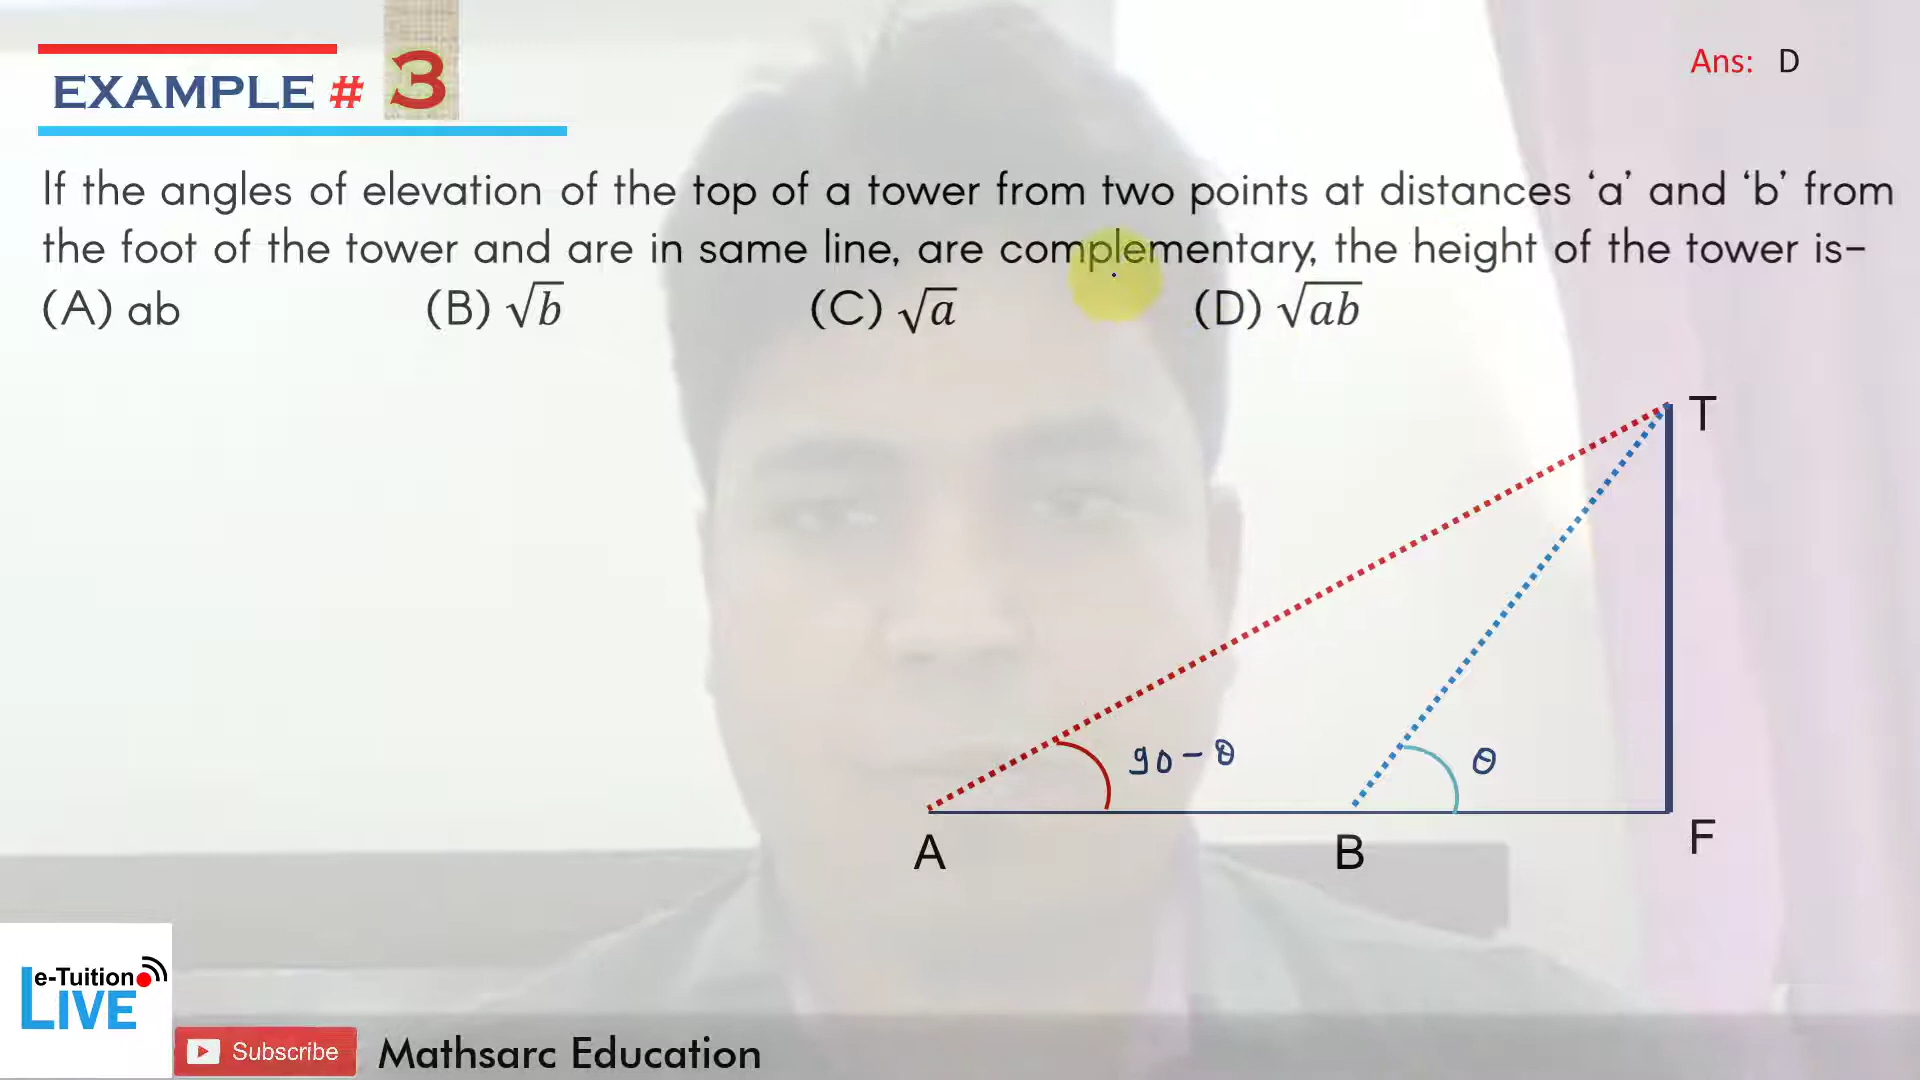 EXAMPLE # 3
Ans: D
If the angles of elevation of the top of a tower from two points at distances ‘a’ and ‘b’ from
the foot of the tower and are in same line, are complementary, the height of the tower is-
(A) ab (B) √b (C) √a (D) √ab
T
90 - θ
θ
A
B
F
e-Tuition
LIVE
Subscribe
Mathsarc Education